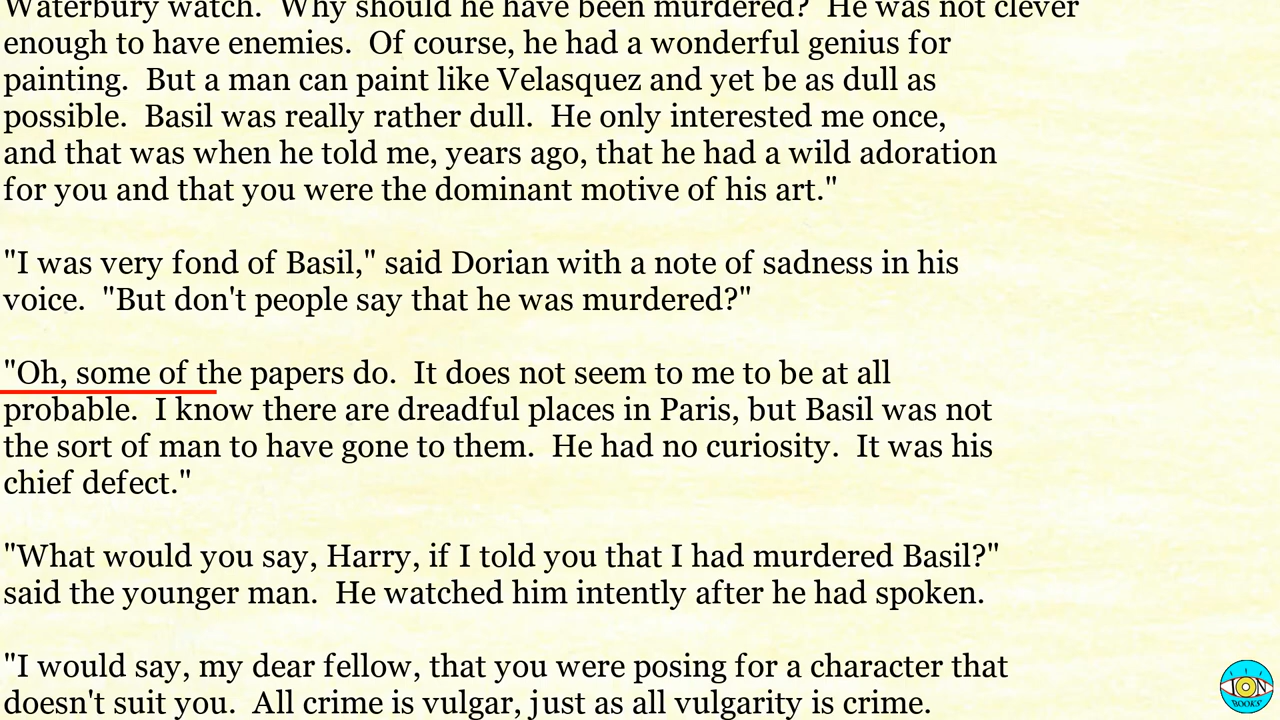 Waterbury watch.  Why should he have been murdered?  He was not clever
enough to have enemies.  Of course, he had a wonderful genius for
painting.  But a man can paint like Velasquez and yet be as dull as
possible.  Basil was really rather dull.  He only interested me once,
and that was when he told me, years ago, that he had a wild adoration
for you and that you were the dominant motive of his art."
"I was very fond of Basil," said Dorian with a note of sadness in his
voice.  "But don't people say that he was murdered?"
"Oh, some of the papers do.  It does not seem to me to be at all
probable.  I know there are dreadful places in Paris, but Basil was not
the sort of man to have gone to them.  He had no curiosity.  It was his
chief defect."
"What would you say, Harry, if I told you that I had murdered Basil?"
said the younger man.  He watched him intently after he had spoken.
"I would say, my dear fellow, that you were posing for a character that
doesn't suit you.  All crime is vulgar, just as all vulgarity is crime.
BOOKS